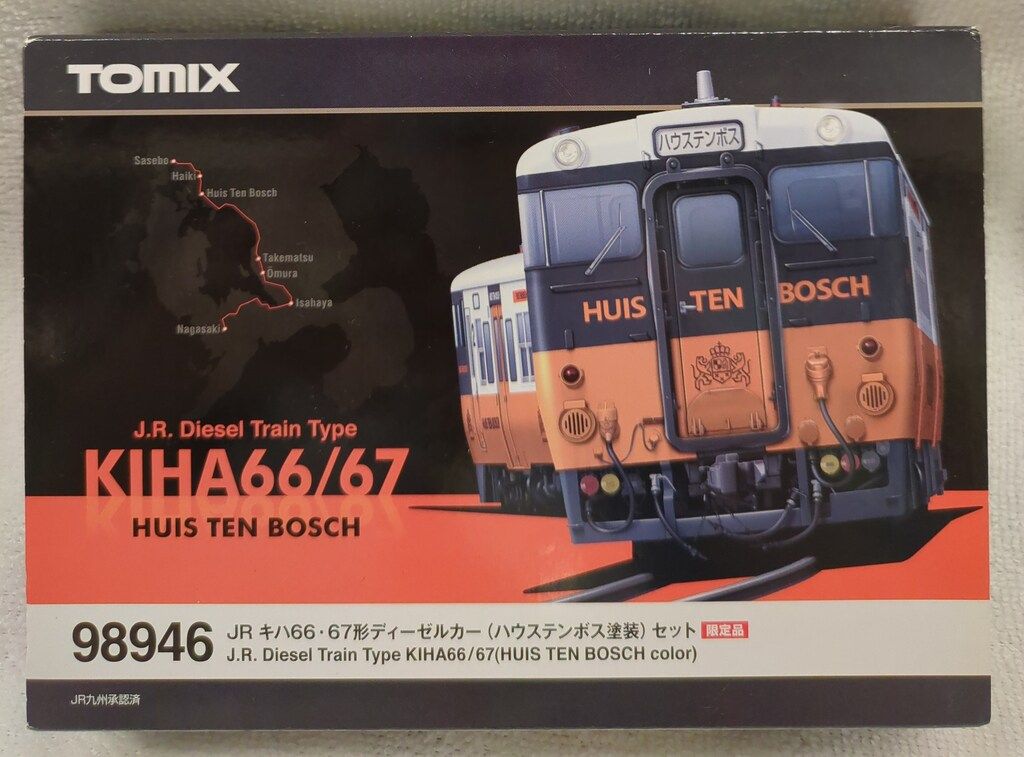 TOMIX
Sasebo
Haiki
Huis Ten Bosch
Takematsu
Ōmura
Isahaya
Nagasaki
ハウステンボス
HUIS TEN BOSCH
J.R. Diesel Train Type
KIHA66/67
HUIS TEN BOSCH
98946
JR キハ66・67形ディーゼルカー(ハウステンボス塗装)セット 限定品
J.R. Diesel Train Type KIHA66/67(HUIS TEN BOSCH color)
JR九州承認済